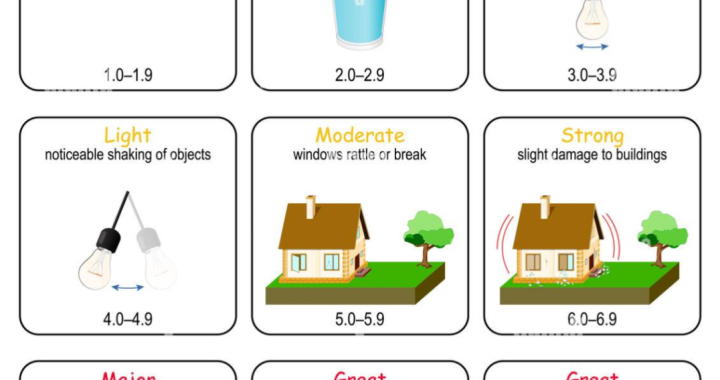 1.0–1.9
2.0–2.9
3.0–3.9
Light
noticeable shaking of objects
4.0–4.9
Moderate
windows rattle or break
5.0–5.9
Strong
slight damage to buildings
6.0–6.9
Major
Great
Great